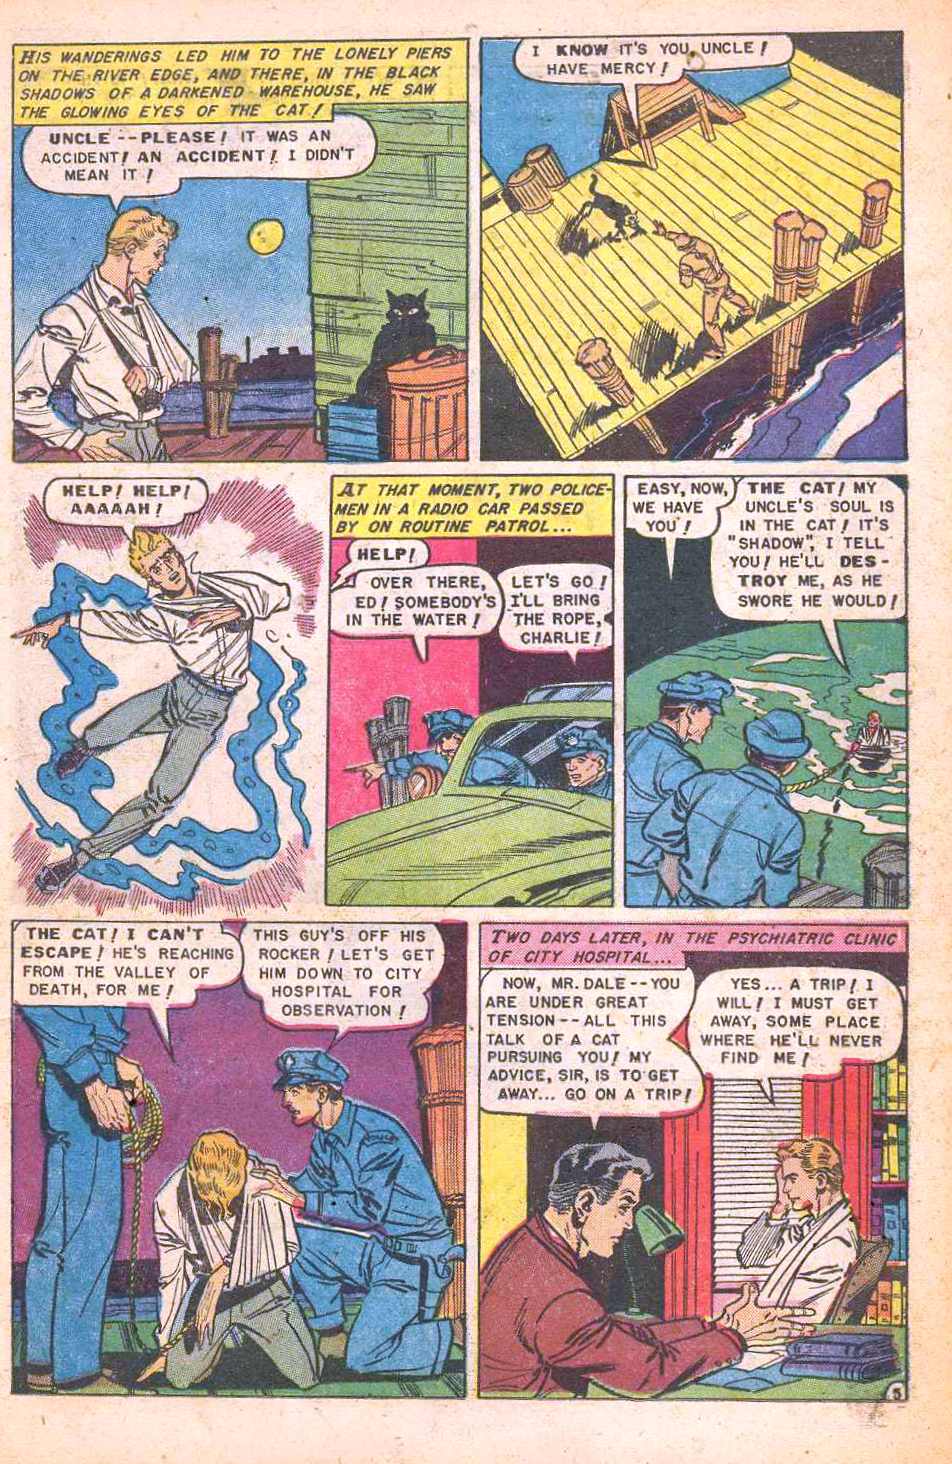 HIS WANDERINGS LED HIM TO THE LONELY PIERS
ON THE RIVER EDGE, AND THERE, IN THE BLACK
SHADOWS OF A DARKENED WAREHOUSE, HE SAW
THE GLOWING EYES OF THE CAT!
UNCLE--PLEASE! IT WAS AN
ACCIDENT! AN ACCIDENT! I DIDN'T
MEAN IT!
I KNOW IT'S YOU, UNCLE!
HAVE MERCY!
HELP! HELP!
AAAAAH!
AT THAT MOMENT, TWO POLICE-
MEN IN A RADIO CAR PASSED
BY ON ROUTINE PATROL...
HELP!
OVER THERE,
ED! SOMEBODY'S
IN THE WATER!
LET'S GO!
I'LL BRING
THE ROPE,
CHARLIE!
EASY, NOW,
WE HAVE
YOU!
THE CAT! MY
UNCLE'S SOUL IS
IN THE CAT! IT'S
"SHADOW", I TELL
YOU! HE'LL DES-
TROY ME, AS HE
SWORE HE WOULD!
THE CAT! I CAN'T
ESCAPE! HE'S REACHING
FROM THE VALLEY OF
DEATH, FOR ME!
THIS GUY'S OFF HIS
ROCKER! LET'S GET
HIM DOWN TO CITY
HOSPITAL FOR
OBSERVATION!
TWO DAYS LATER, IN THE PSYCHIATRIC CLINIC
OF CITY HOSPITAL...
NOW, MR. DALE--YOU
ARE UNDER GREAT
TENSION--ALL THIS
TALK OF A CAT
PURSUING YOU! MY
ADVICE, SIR, IS TO GET
AWAY... GO ON A TRIP!
YES... A TRIP! I
WILL! I MUST GET
AWAY, SOME PLACE
WHERE HE'LL NEVER
FIND ME!
5